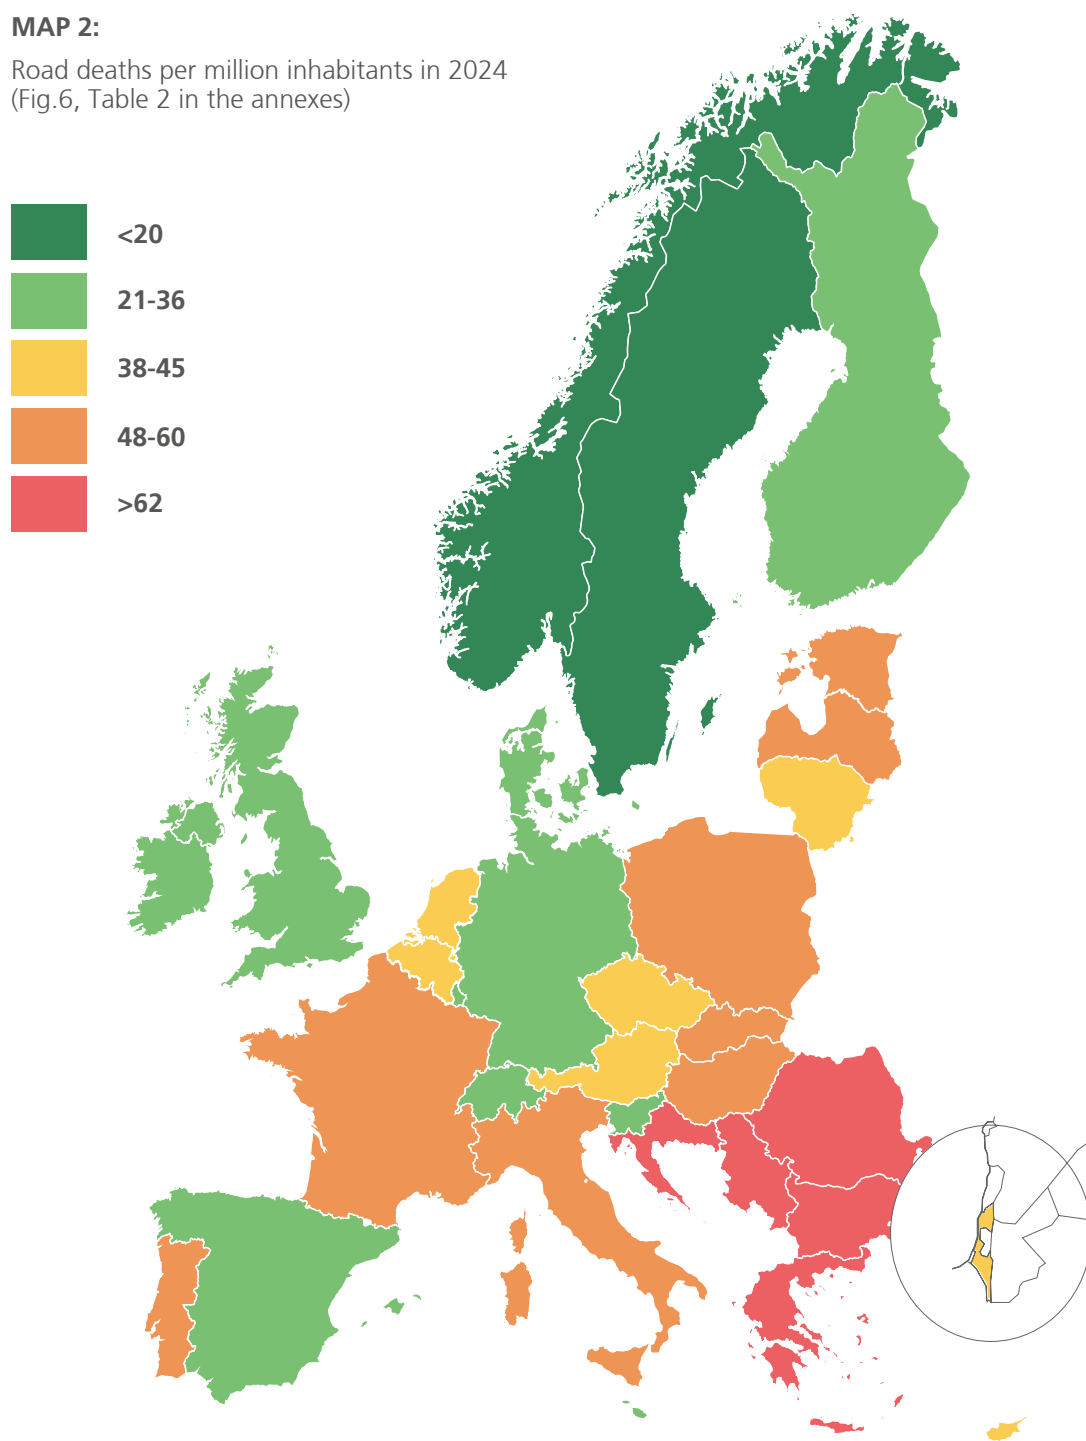 MAP 2:
Road deaths per million inhabitants in 2024
(Fig.6, Table 2 in the annexes)
<20
21-36
38-45
48-60
>62